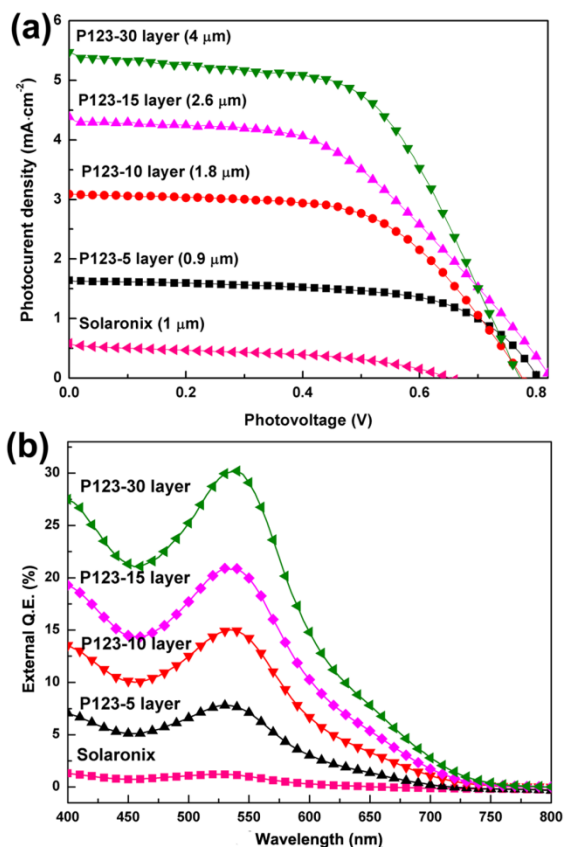 (a)
P123-30 layer (4 μm)
P123-15 layer (2.6 μm)
P123-10 layer (1.8 μm)
P123-5 layer (0.9 μm)
Solaronix (1 μm)
Photocurent density (mA·cm⁻²)
6
5
4
3
2
1
0
0.0 0.2 0.4 0.6 0.8
Photovoltage (V)
(b)
P123-30 layer
P123-15 layer
P123-10 layer
P123-5 layer
Solaronix
External Q.E. (%)
30
25
20
15
10
5
0
400 450 500 550 600 650 700 750 800
Wavelength (nm)